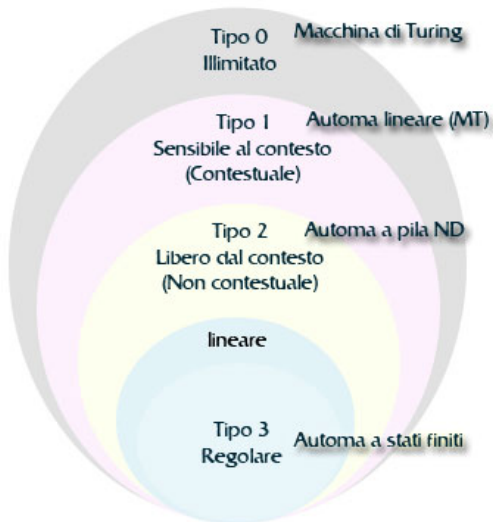 Tipo 0
Macchina di Turing
Illimitato
Tipo 1
Automa lineare (MT)
Sensibile al contesto
(Contestuale)
Tipo 2
Automa a pila ND
Libero dal contesto
(Non contestuale)
lineare
Tipo 3
Automa a stati finiti
Regolare